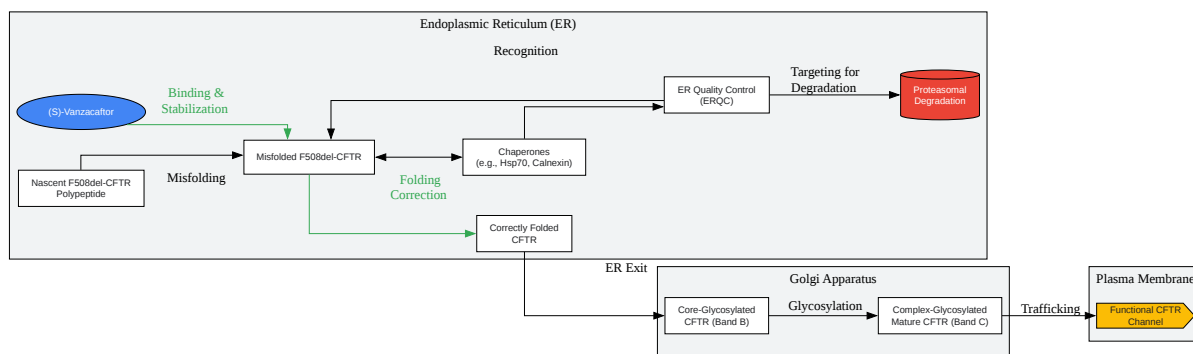 Endoplasmic Reticulum (ER)
Recognition
(S)-Vanzacaftor
Binding &
Stabilization
ER Quality Control
(ERQC)
Targeting for
Degradation
Proteasomal
Degradation
Misfolded F508del-CFTR
Chaperones
(e.g., Hsp70, Calnexin)
Nascent F508del-CFTR
Polypeptide
Misfolding
Folding
Correction
Correctly Folded
CFTR
ER Exit
Golgi Apparatus
Core-Glycosylated
CFTR (Band B)
Glycosylation
Complex-Glycosylated
Mature CFTR (Band C)
Trafficking
Plasma Membrane
Functional CFTR
Channel